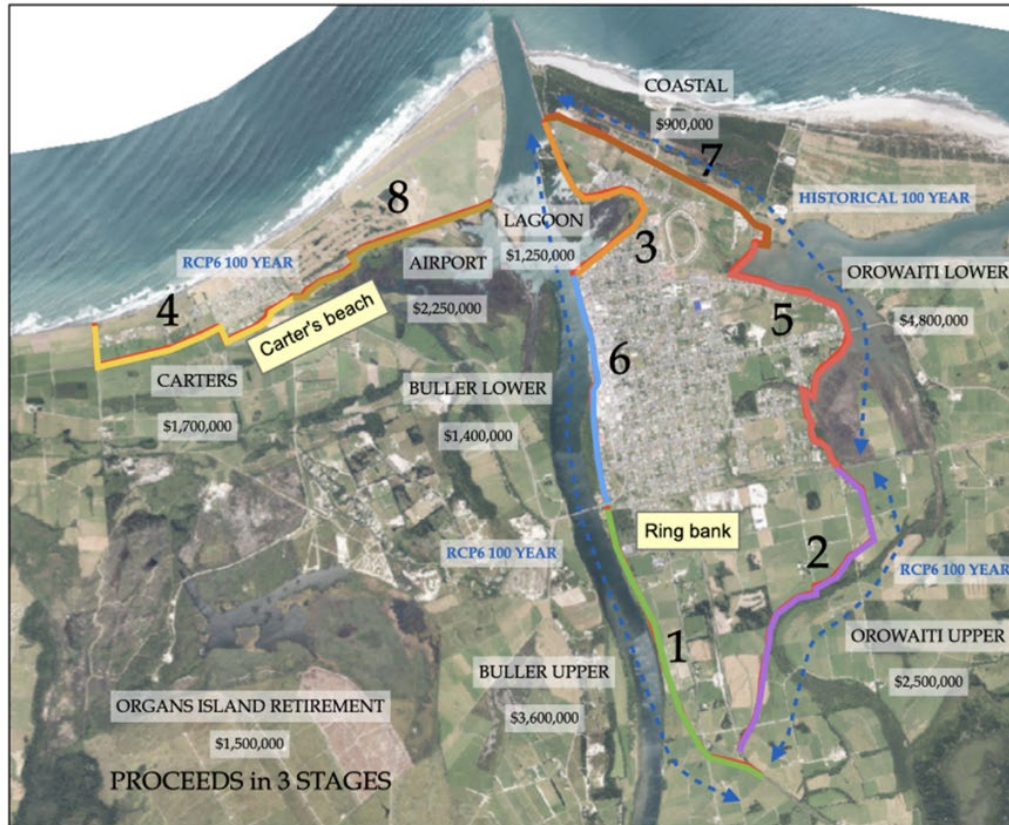 COASTAL
$900,000
7
HISTORICAL 100 YEAR
8
LAGOON
$1,250,000
3
RCP6 100 YEAR
AIRPORT
$2,250,000
OROWAITI LOWER
$4,800,000
4
5
Carter's beach
6
CARTERS
$1,700,000
BULLER LOWER
$1,400,000
Ring bank
RCP6 100 YEAR
2
RCP6 100 YEAR
1
OROWAITI UPPER
$2,500,000
BULLER UPPER
$3,600,000
ORGANS ISLAND RETIREMENT
$1,500,000
PROCEEDS in 3 STAGES